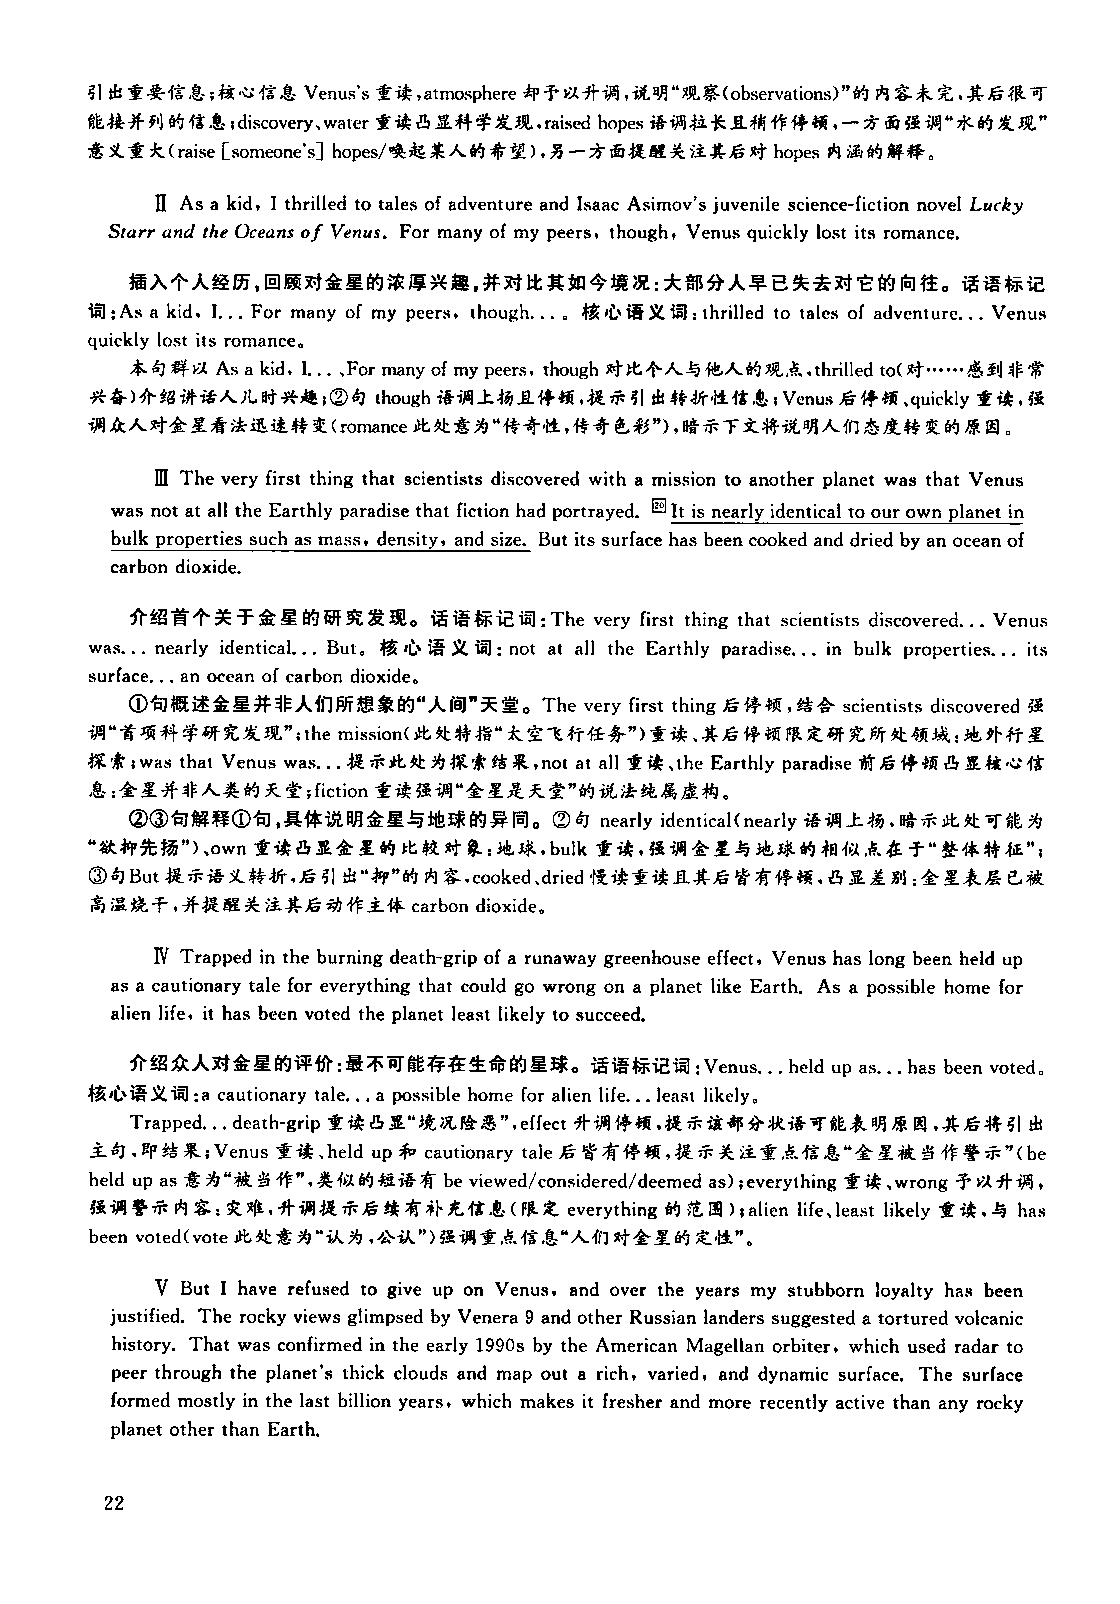 引出重要信息;核心信息 Venus's 重读,atmosphere 却予以升调,说明“观察(observations)”的内容未完,其后很可
能接并列的信息;discovery、water 重读凸显科学发现,raised hopes 语调拉长且稍作停顿,一方面强调“水的发现”
意义重大(raise [someone's] hopes/唤起某人的希望),另一方面提醒关注其后对 hopes 内涵的解释。
Ⅱ As a kid, I thrilled to tales of adventure and Isaac Asimov's juvenile science-fiction novel Lucky
Starr and the Oceans of Venus. For many of my peers, though, Venus quickly lost its romance.
插入个人经历,回顾对金星的浓厚兴趣,并对比其如今境况:大部分人早已失去对它的向往。话语标记
词:As a kid, I... For many of my peers, though...。核心语义词:thrilled to tales of adventure... Venus
quickly lost its romance。
本句群以 As a kid, I...、For many of my peers, though 对比个人与他人的观点,thrilled to(对……感到非常
兴奋)介绍讲话人儿时兴趣;②句 though 语调上扬且停顿,提示引出转折性信息;Venus 后停顿、quickly 重读,强
调众人对金星看法迅速转变(romance 此处意为“传奇性,传奇色彩”),暗示下文将说明人们态度转变的原因。
Ⅲ The very first thing that scientists discovered with a mission to another planet was that Venus
was not at all the Earthly paradise that fiction had portrayed. [20] It is nearly identical to our own planet in
bulk properties such as mass, density, and size. But its surface has been cooked and dried by an ocean of
carbon dioxide.
介绍首个关于金星的研究发现。话语标记词:The very first thing that scientists discovered... Venus
was... nearly identical... But。核心语义词: not at all the Earthly paradise... in bulk properties... its
surface... an ocean of carbon dioxide。
①句概述金星并非人们所想象的“人间”天堂。The very first thing 后停顿,结合 scientists discovered 强
调“首项科学研究发现”;the mission(此处特指“太空飞行任务”)重读、其后停顿限定研究所处领域:地外行星
探索;was that Venus was...提示此处为探索结果,not at all 重读、the Earthly paradise 前后停顿凸显核心信
息:金星并非人类的天堂;fiction 重读强调“金星是天堂”的说法纯属虚构。
②③句解释①句,具体说明金星与地球的异同。②句 nearly identical(nearly 语调上扬,暗示此处可能为
“欲抑先扬”)、own 重读凸显金星的比较对象:地球,bulk 重读,强调金星与地球的相似点在于“整体特征”;
③句But 提示语义转折,后引出“抑”的内容,cooked、dried 慢读重读且其后皆有停顿,凸显差别:金星表层已被
高温烧干,并提醒关注其后动作主体 carbon dioxide。
Ⅳ Trapped in the burning death-grip of a runaway greenhouse effect, Venus has long been held up
as a cautionary tale for everything that could go wrong on a planet like Earth. As a possible home for
alien life, it has been voted the planet least likely to succeed.
介绍众人对金星的评价:最不可能存在生命的星球。话语标记词:Venus... held up as... has been voted。
核心语义词:a cautionary tale... a possible home for alien life... least likely。
Trapped... death-grip 重读凸显“境况险恶”,effect 升调停顿,提示该部分状语可能表明原因,其后将引出
主句,即结果;Venus 重读、held up 和 cautionary tale 后皆有停顿,提示关注重点信息“金星被当作警示”(be
held up as 意为“被当作”,类似的短语有 be viewed/considered/deemed as);everything 重读、wrong 予以升调,
强调警示内容:灾难,升调提示后续有补充信息(限定 everything 的范围);alien life、least likely 重读,与 has
been voted(vote 此处意为“认为,公认”)强调重点信息“人们对金星的定性”。
Ⅴ But I have refused to give up on Venus, and over the years my stubborn loyalty has been
justified. The rocky views glimpsed by Venera 9 and other Russian landers suggested a tortured volcanic
history. That was confirmed in the early 1990s by the American Magellan orbiter, which used radar to
peer through the planet's thick clouds and map out a rich, varied, and dynamic surface. The surface
formed mostly in the last billion years, which makes it fresher and more recently active than any rocky
planet other than Earth.
22